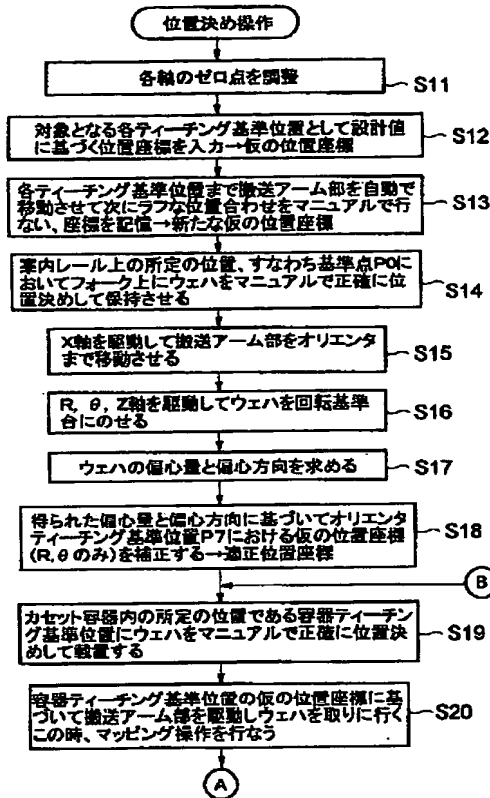 位置決め操作
各軸のゼロ点を調整
S11
対象となる各ティーチング基準位置として設計値
に基づく位置座標を入力→仮の位置座標
S12
各ティーチング基準位置まで搬送アーム部を自動で
移動させて次にラフな位置合わせをマニュアルで行
ない、座標を記憶→新たな仮の位置座標
S13
案内レール上の所定の位置、すなわち基準点P0に
おいてフォーク上にウェハをマニュアルで正確に位
置決めして保持させる
S14
X軸を駆動して搬送アーム部をオリエンタ
まで移動させる
S15
R, θ, Z軸を駆動してウェハを回転基準
台にのせる
S16
ウェハの偏心量と偏心方向を求める
S17
得られた偏心量と偏心方向に基づいてオリエンタ
ティーチング基準位置P7における仮の位置座標
(R,θのみ)を補正する→適正位置座標
S18
B
カセット容器内の所定の位置である容器ティーチン
グ基準位置にウェハをマニュアルで正確に位置決
めして載置する
S19
容器ティーチング基準位置の仮の位置座標に基
づいて搬送アーム部を駆動しウェハを取りに行く
この時、マッピング操作を行なう
S20
A